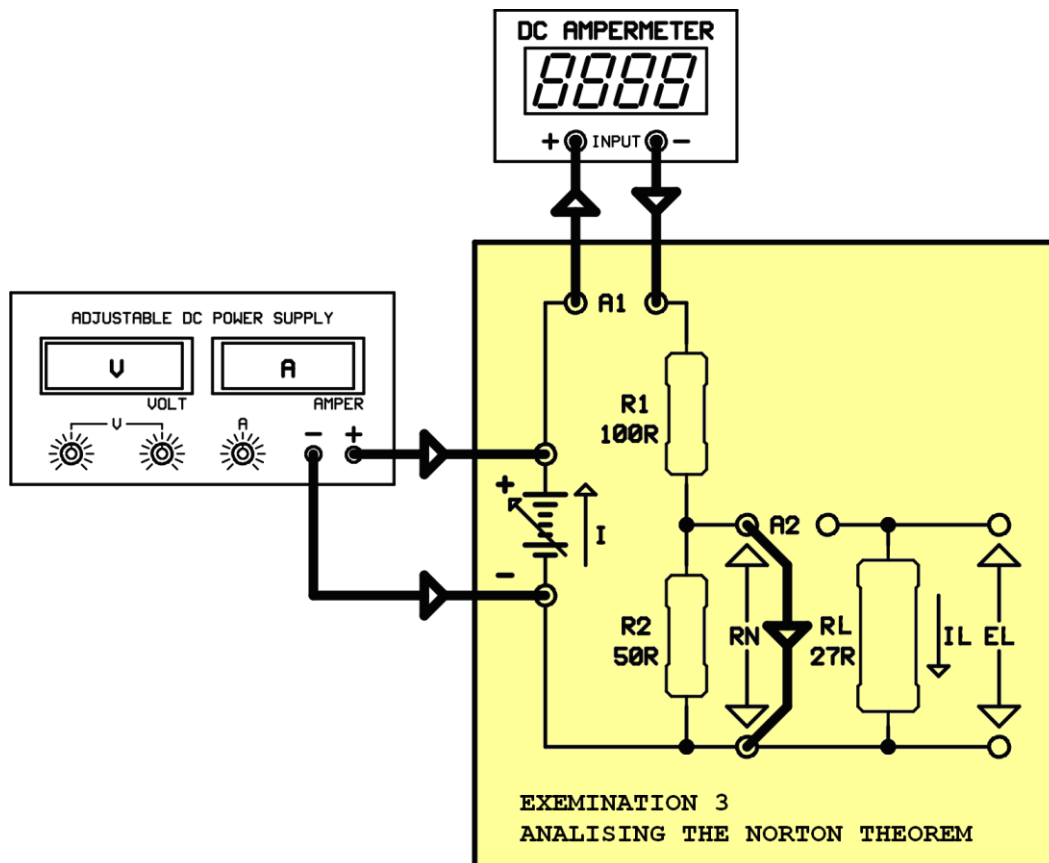 DC AMPERMETER
8888
+ INPUT -
A1
ADJUSTABLE DC POWER SUPPLY
V A
VOLT AMPER
V A - +
R1
100R
+
I
-
A2
R2
50R
RN
RL
27R
IL EL
EXEMINATION 3
ANALISING THE NORTON THEOREM